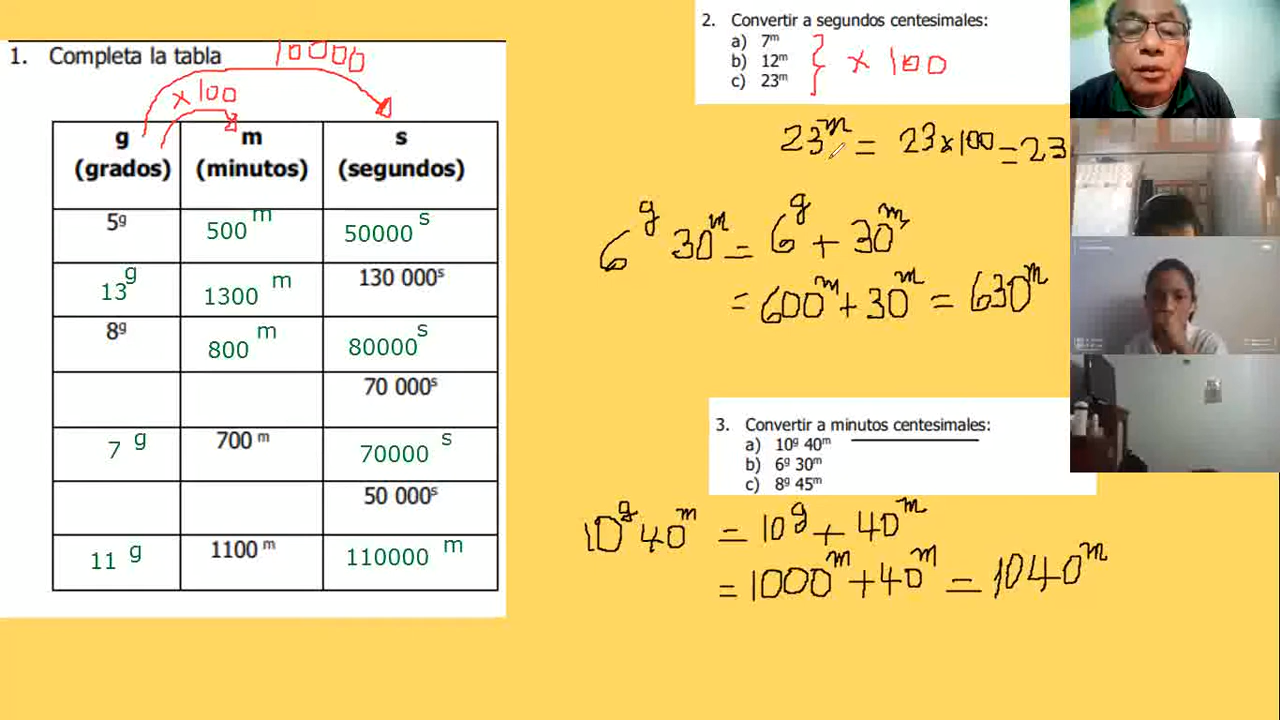 1. Completa la tabla
10000
x 100
g m s
(grados) (minutos) (segundos)
5g 500 m 50000 s
13 g 1300 m 130 000s
8g 800 m 80000 s
70 000s
7 g 700 m 70000 s
50 000s
11 g 1100 m 110000 m
2. Convertir a segundos centesimales:
a) 7m
b) 12m
c) 23m
x 100
23m = 23x100=23
6g 30m = 6g + 30m
= 600m + 30m = 630m
3. Convertir a minutos centesimales:
a) 10g 40m
b) 6g 30m
c) 8g 45m
10g 40m = 10g + 40m
= 1000m + 40m = 1040m